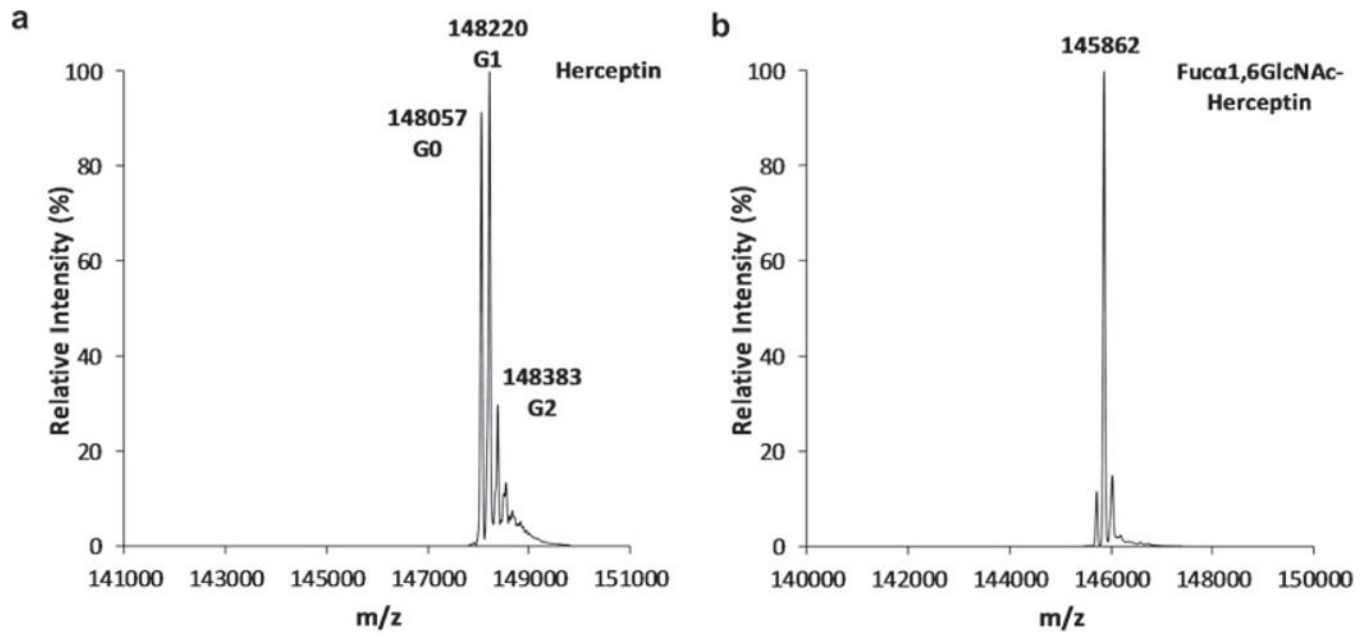 a
148220
G1
Herceptin
148057
G0
148383
G2
100
80
60
40
20
0
Relative Intensity (%)
141000 143000 145000 147000 149000 151000
m/z
b
145862
Fucα1,6GlcNAc-
Herceptin
100
80
60
40
20
0
Relative Intensity (%)
140000 142000 144000 146000 148000 150000
m/z